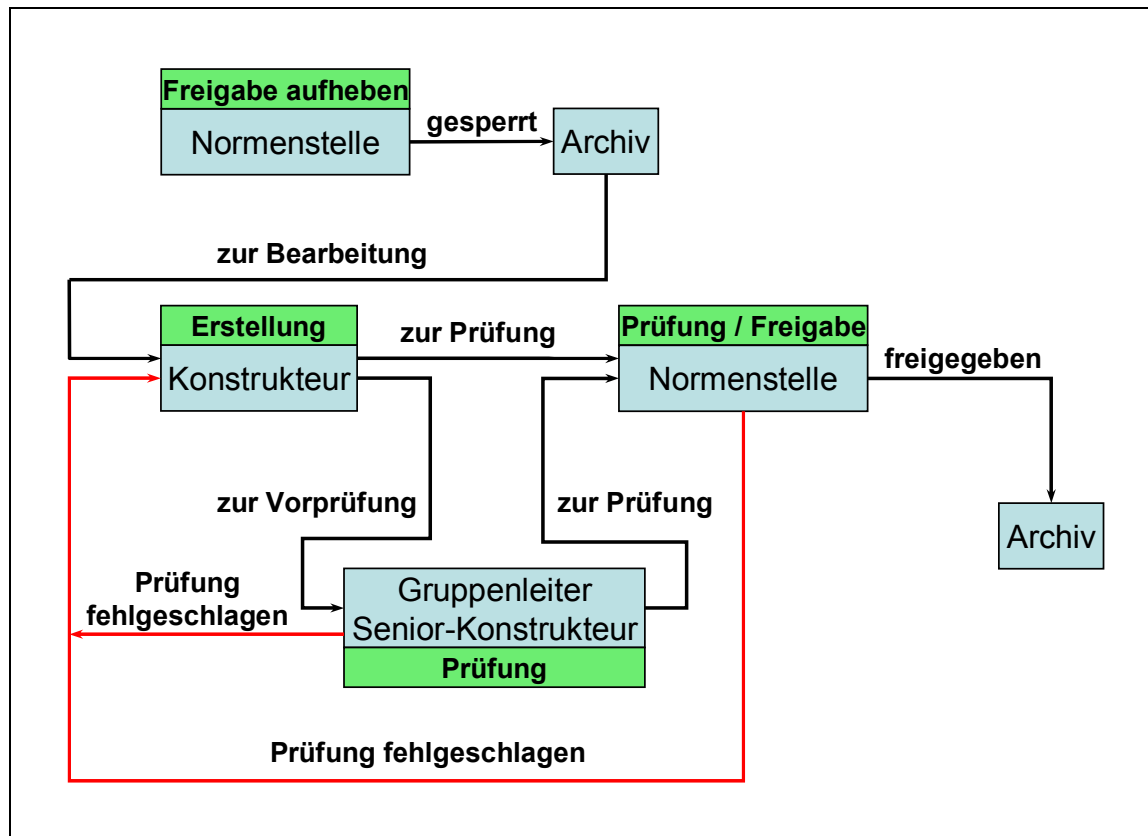 Freigabe aufheben
Normenstelle
gesperrt
Archiv
zur Bearbeitung
Erstellung
Konstrukteur
zur Prüfung
Prüfung / Freigabe
Normenstelle
freigegeben
zur Vorprüfung
zur Prüfung
Archiv
Prüfung
fehlgeschlagen
Gruppenleiter
Senior-Konstrukteur
Prüfung
Prüfung fehlgeschlagen